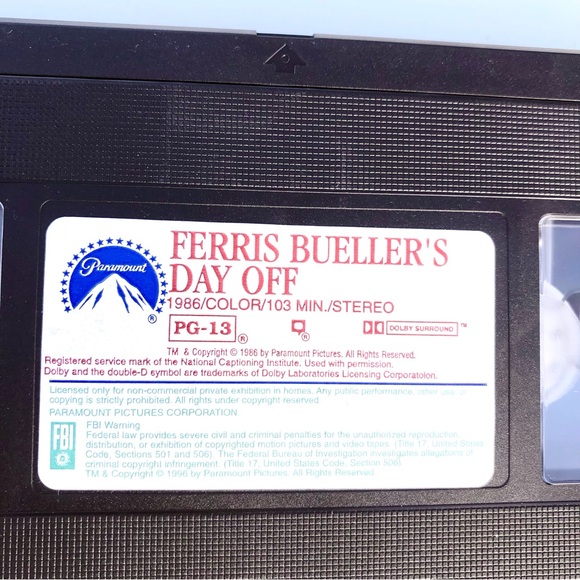 Paramount
®
FERRIS BUELLER'S
DAY OFF
1986/COLOR/103 MIN./STEREO
PG-13 ® ® DOLBY SURROUND ™
TM & Copyright © 1986 by Paramount Pictures. All Rights Reserved.
Registered service mark of the National Captioning Institute. Used with permission.
Dolby and the double-D symbol are trademarks of Dolby Laboratories Licensing Corporatoion.
Licensed only for non-commercial private exhibition in homes. Any public performance, other use, or
copying is strictly prohibited. All rights under copyright reserved.
PARAMOUNT PICTURES CORPORATION
FBI
FBI Warning
Federal law provides severe civil and criminal penalties for the unauthorized reproduction,
distribution, or exhibition of copyrighted motion pictures and video tapes. (Title 17, United States
Code, Sections 501 and 506). The Federal Bureau of Investigation investigates allegations of
criminal copyright infringement. (Title 17, United States Code, Section 506).
TM & Copyright © 1996 by Paramount Pictures. All Rights Reserved.